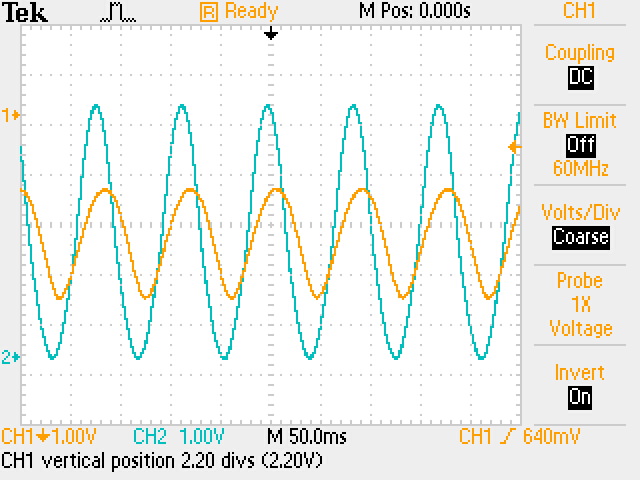 Tek R Ready M Pos: 0.000s CH1
Coupling
DC
1
BW Limit
Off
60MHz
Volts/Div
Coarse
Probe
1X
Voltage
2
Invert
On
CH1 1.00V CH2 1.00V M 50.0ms CH1 640mV
CH1 vertical position 2.20 divs (2.20V)